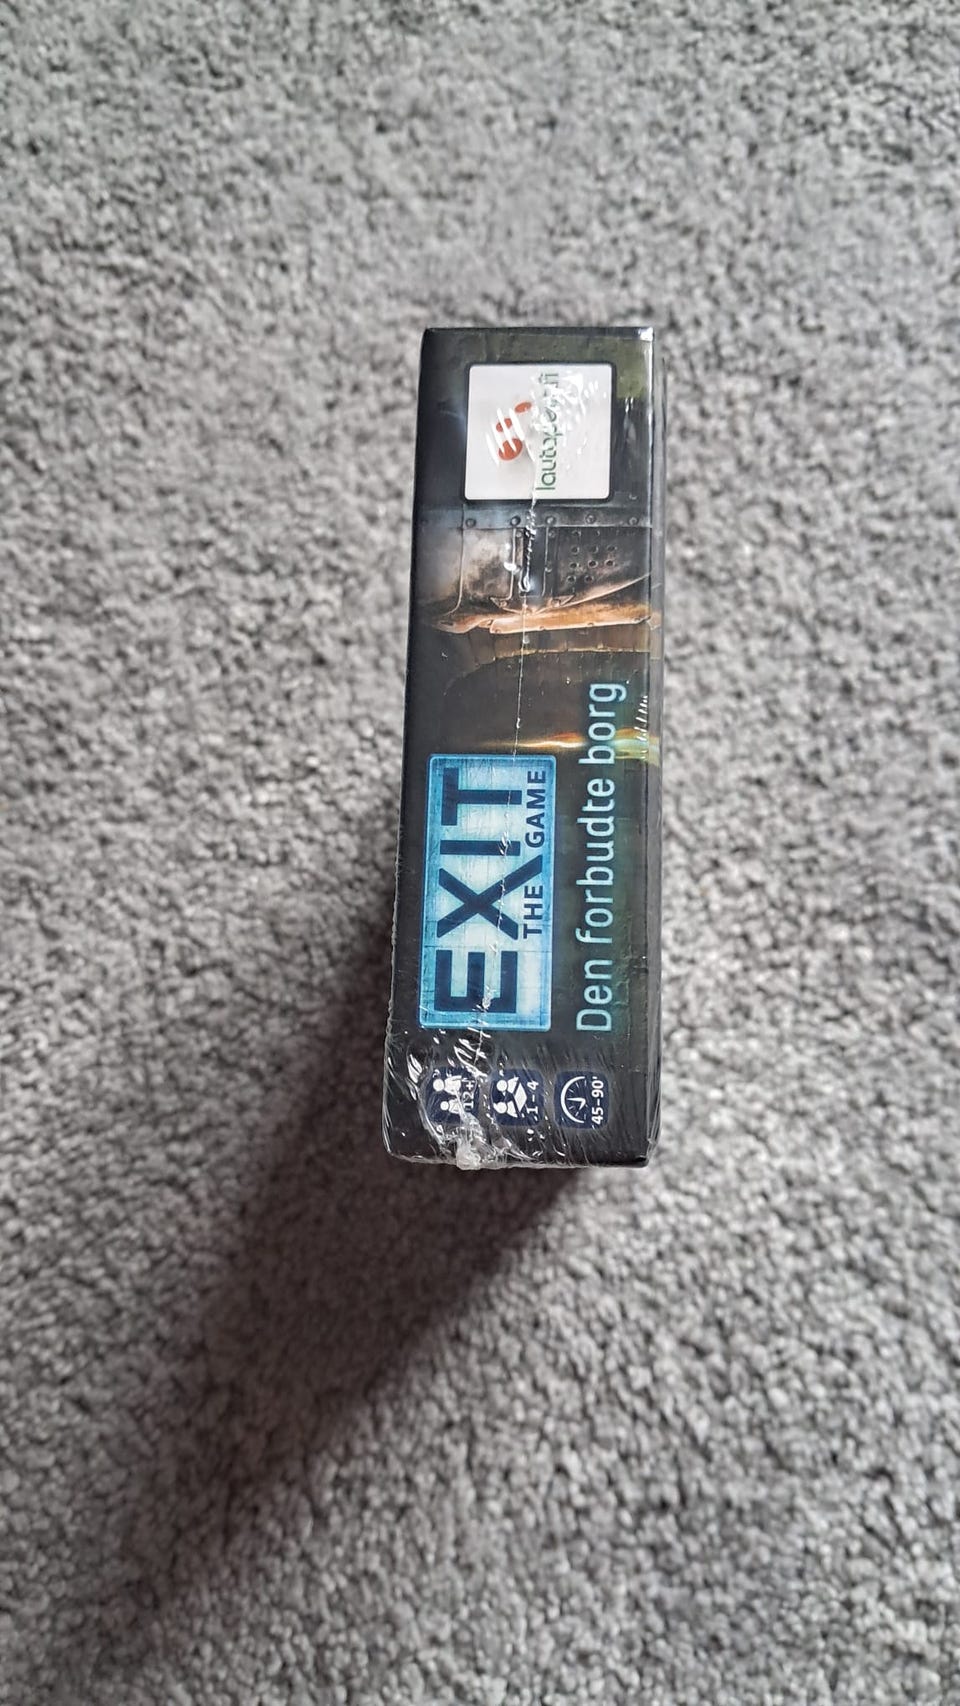 EXIT
THE GAME
Den forbudte borg
12+
1-4
45-90'